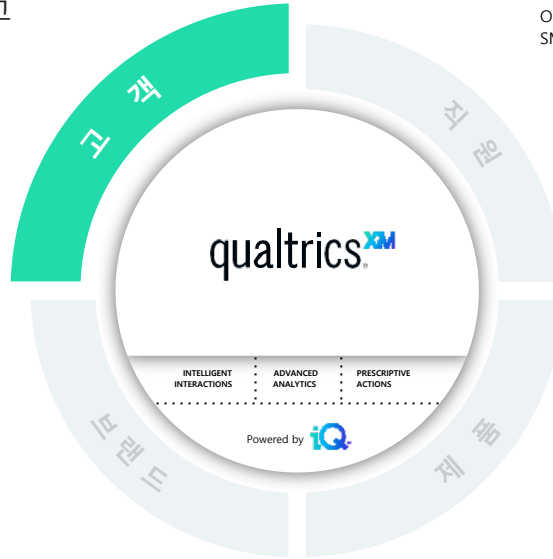 고객
직원
qualtrics.XM
INTELLIGENT INTERACTIONS
ADVANCED ANALYTICS
PRESCRIPTIVE ACTIONS
Powered by iQ
브랜드
제품